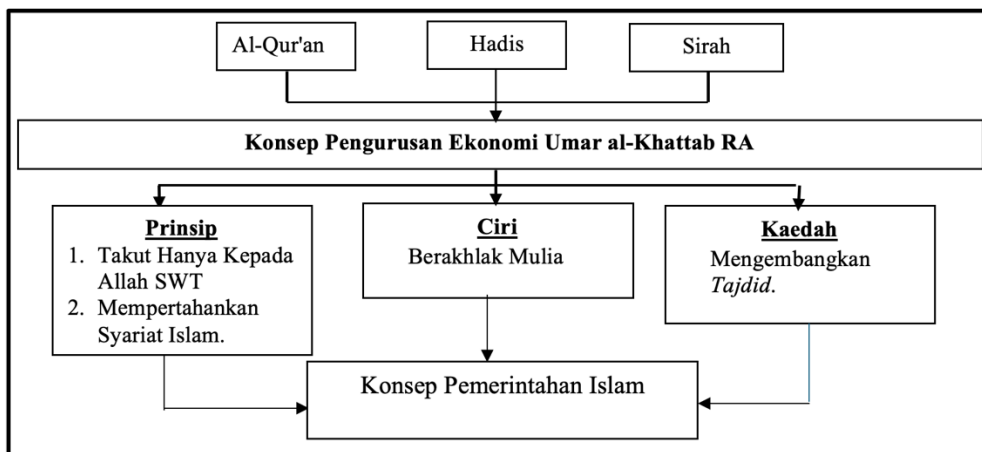 Al-Qur'an
Hadis
Sirah
Konsep Pengurusan Ekonomi Umar al-Khattab RA
Prinsip
1. Takut Hanya Kepada
Allah SWT
2. Mempertahankan
Syariat Islam.
Ciri
Berakhlak Mulia
Kaedah
Mengembangkan
Tajdid.
Konsep Pemerintahan Islam